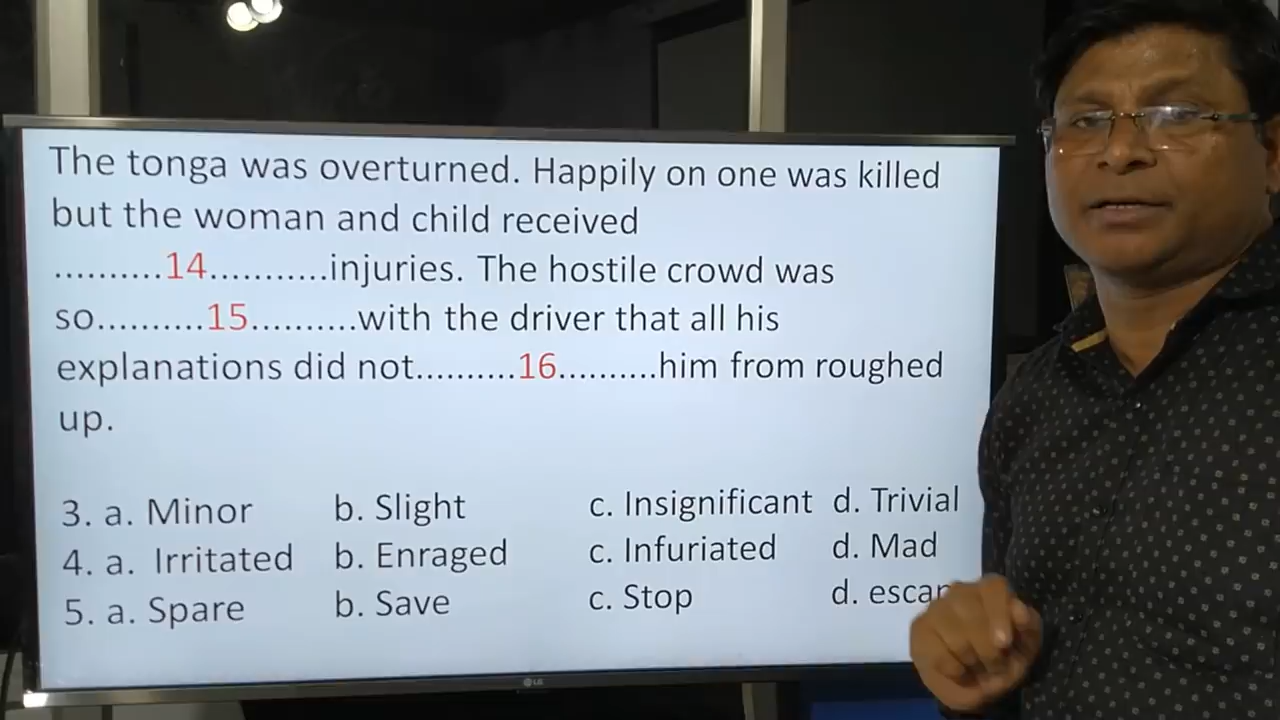 The tonga was overturned. Happily on one was killed
but the woman and child received
..........14...........injuries. The hostile crowd was
so..........15..........with the driver that all his
explanations did not..........16..........him from roughed
up.
3. a. Minor b. Slight c. Insignificant d. Trivial
4. a. Irritated b. Enraged c. Infuriated d. Mad
5. a. Spare b. Save c. Stop d.
LG